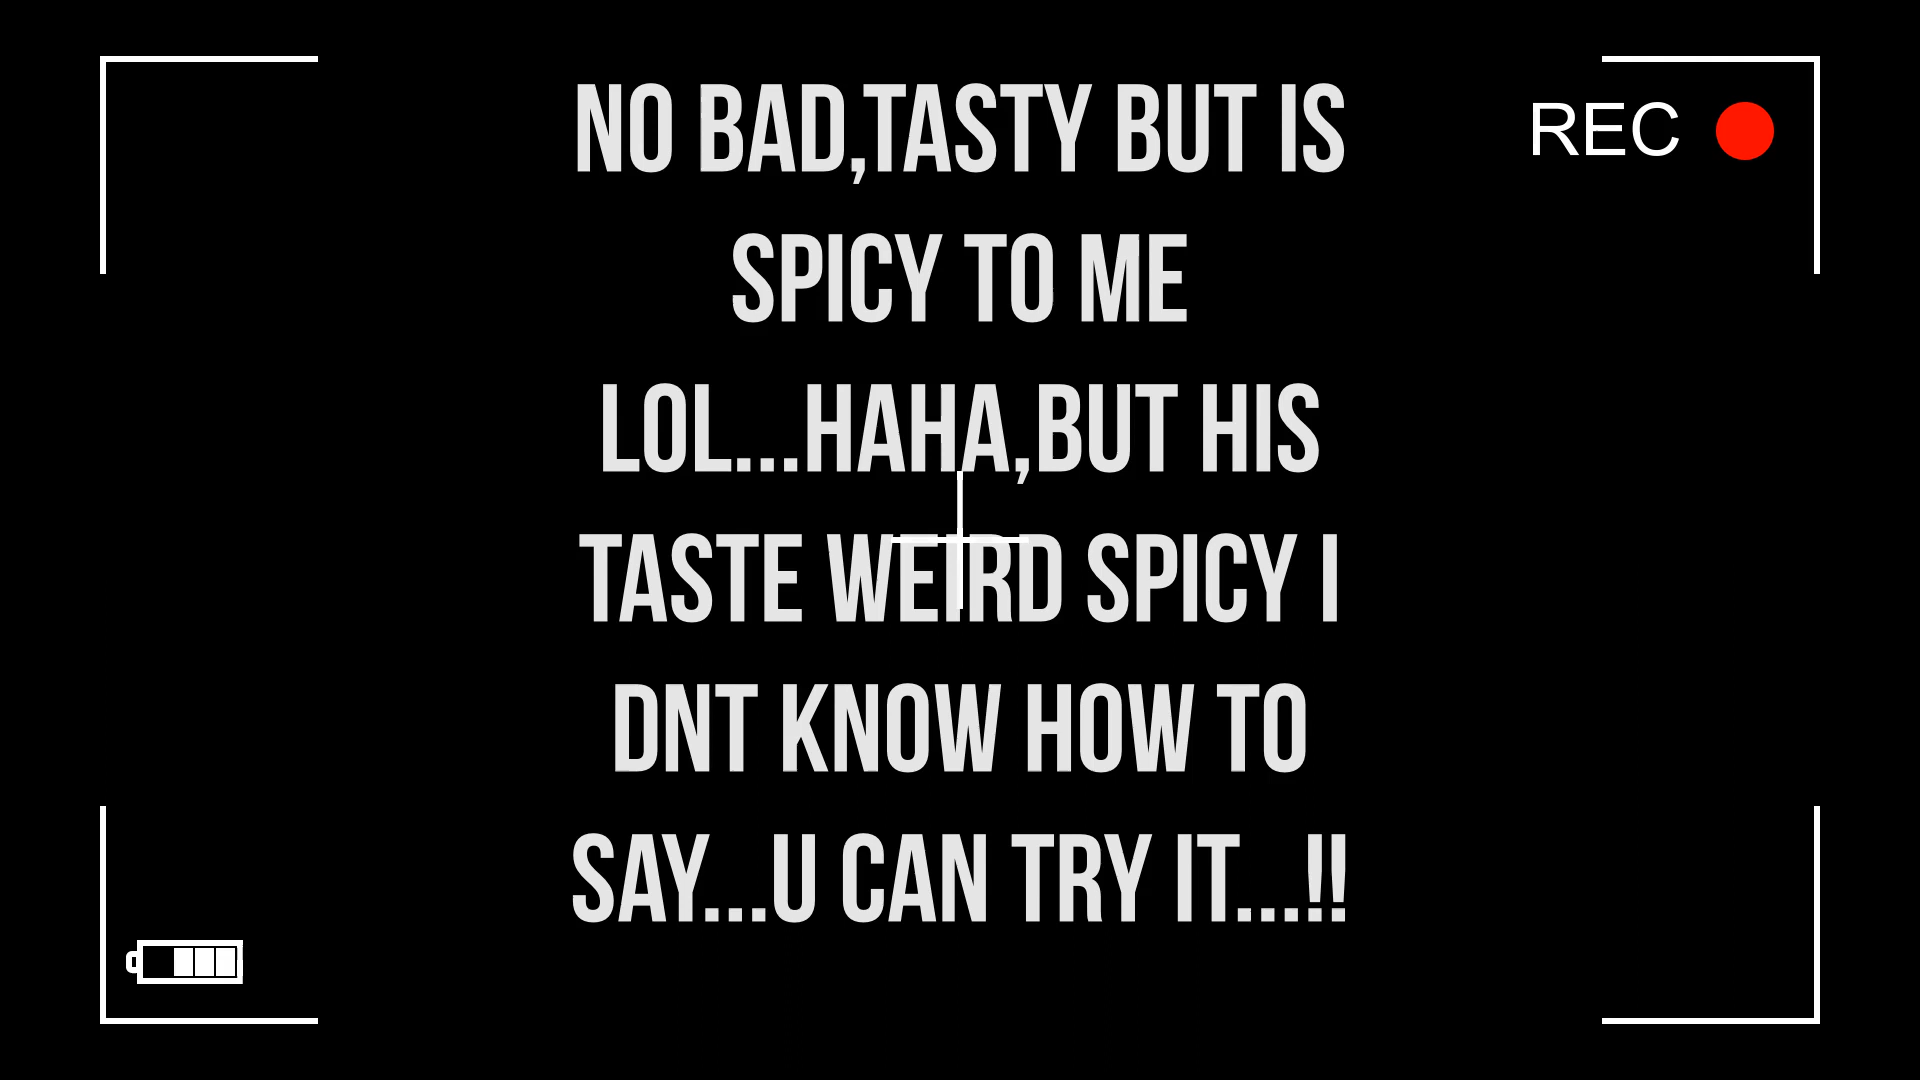 NO BAD,TASTY BUT IS
REC
SPICY TO ME
LOL...HAHA,BUT HIS
TASTE WEIRD SPICY I
DNT KNOW HOW TO
SAY...U CAN TRY IT...!!